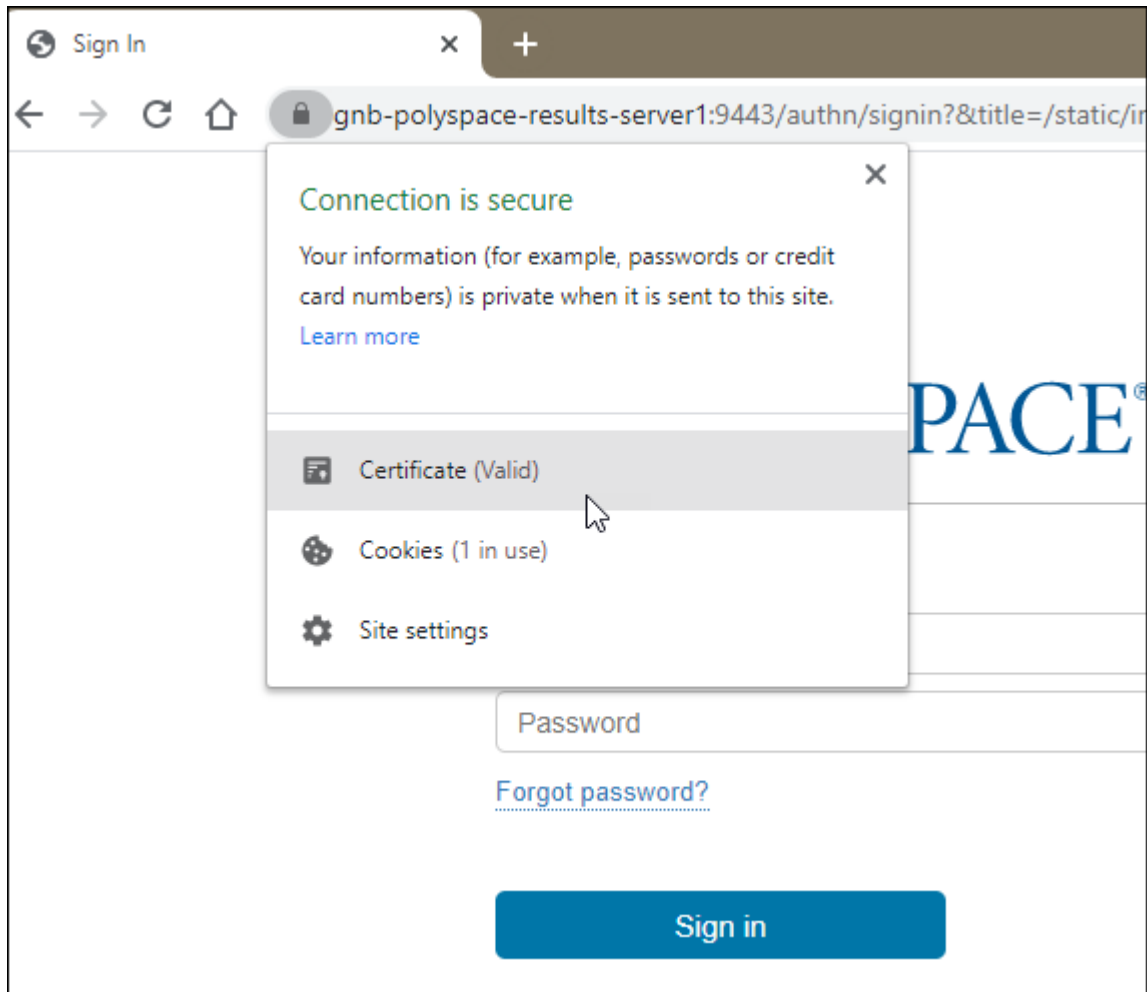 Sign In
gnb-polyspace-results-server1:9443/authn/signin?&title=/static/
Connection is secure
Your information (for example, passwords or credit
card numbers) is private when it is sent to this site.
Learn more
PACE®
Certificate (Valid)
Cookies (1 in use)
Site settings
Password
Forgot password?
Sign in